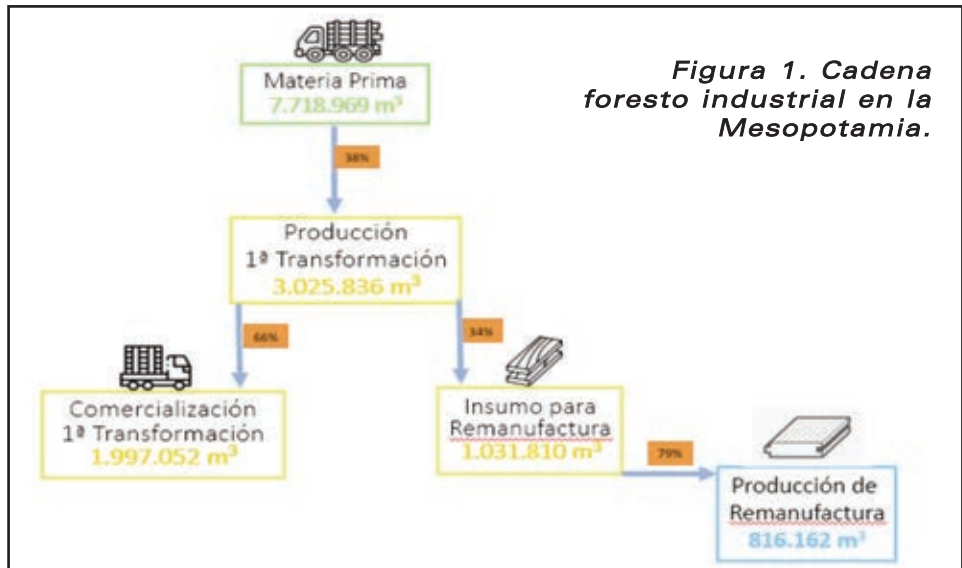 Figura 1. Cadena
foresto industrial en la
Mesopotamia.
Materia Prima
7.718.969 m³
38%
Producción
1ª Transformación
3.025.836 m³
66%
34%
Comercialización
1ª Transformación
1.997.052 m³
Insumo para
Remanufactura
1.031.810 m³
79%
Producción de
Remanufactura
816.162 m³